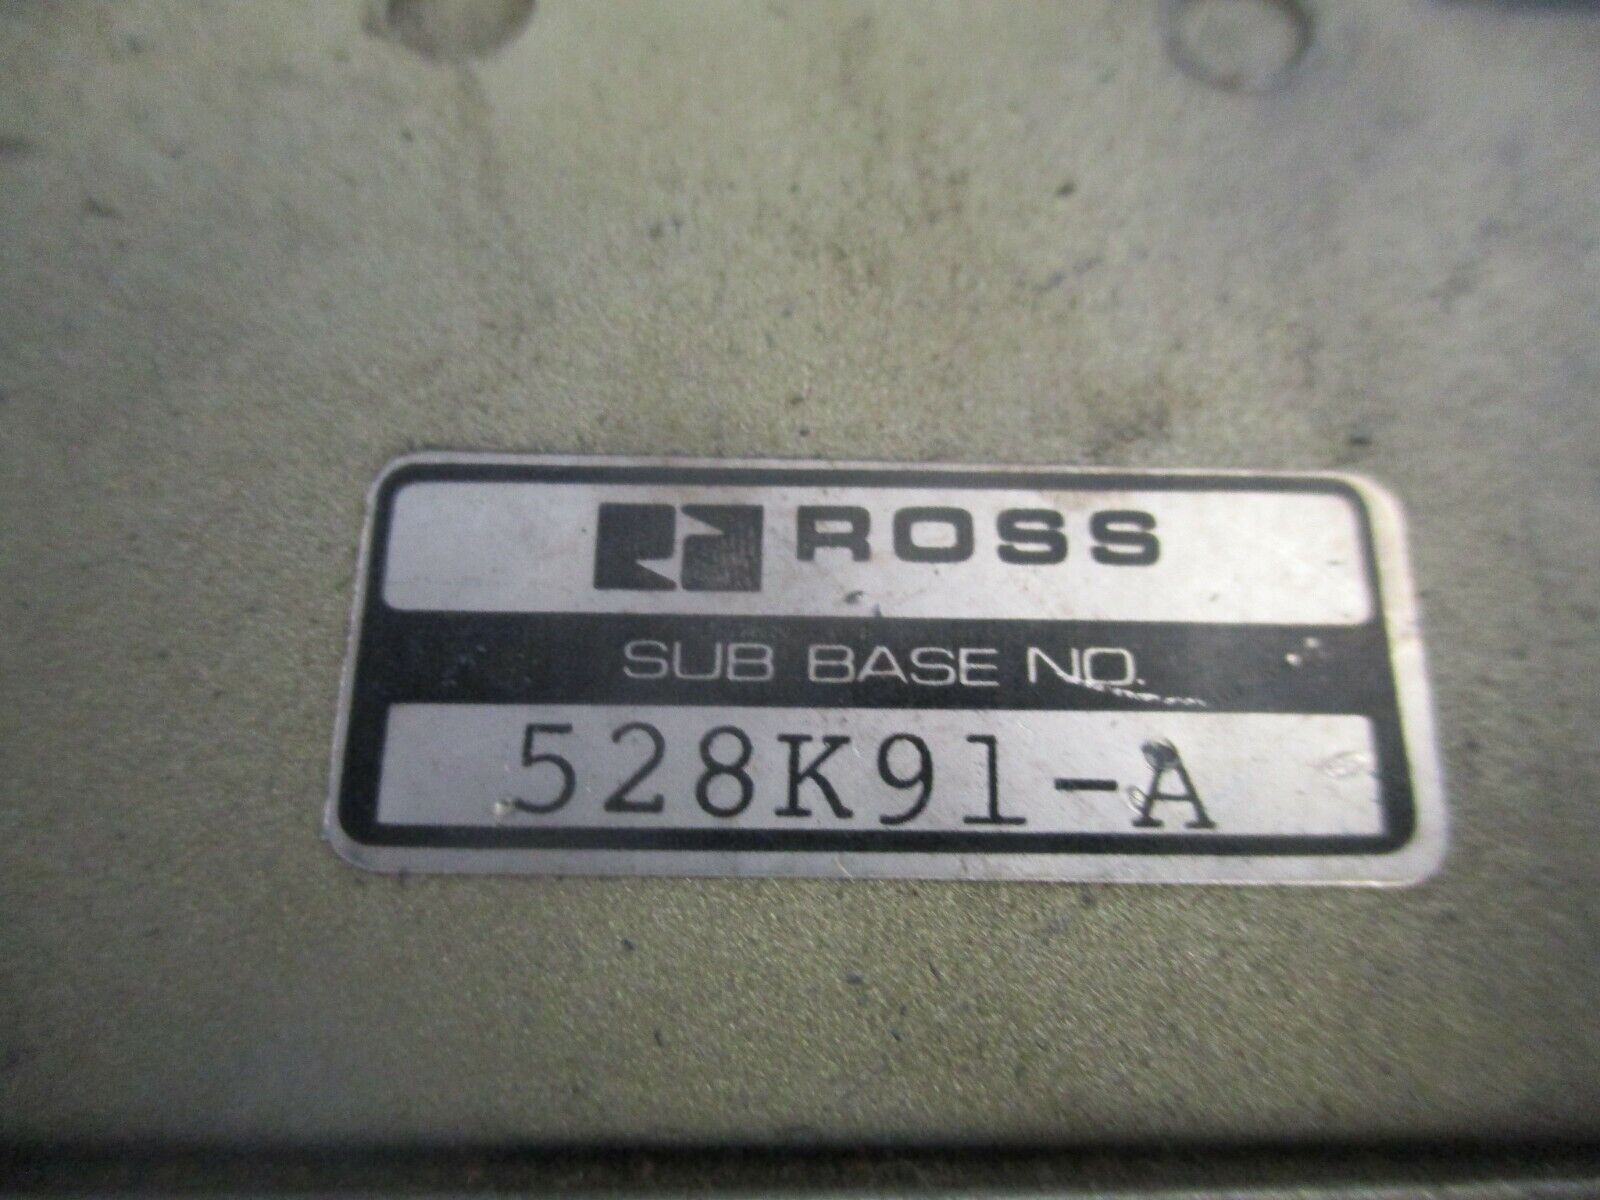 ROSS
SUB BASE NO.
528K91-A